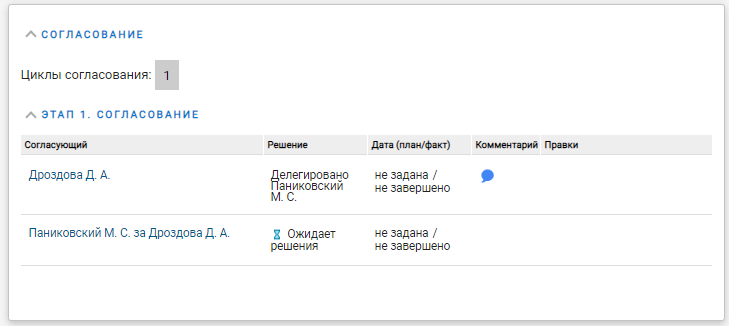 СОГЛАСОВАНИЕ
Циклы согласования: 1
ЭТАП 1. СОГЛАСОВАНИЕ
Согласующий Решение Дата (план/факт) Комментарий Правки
Дроздова Д. А.
Делегировано
Паниковский
М. С.
не задана /
не завершено
Паниковский М. С. за Дроздова Д. А.
Ожидает
решения
не задана /
не завершено